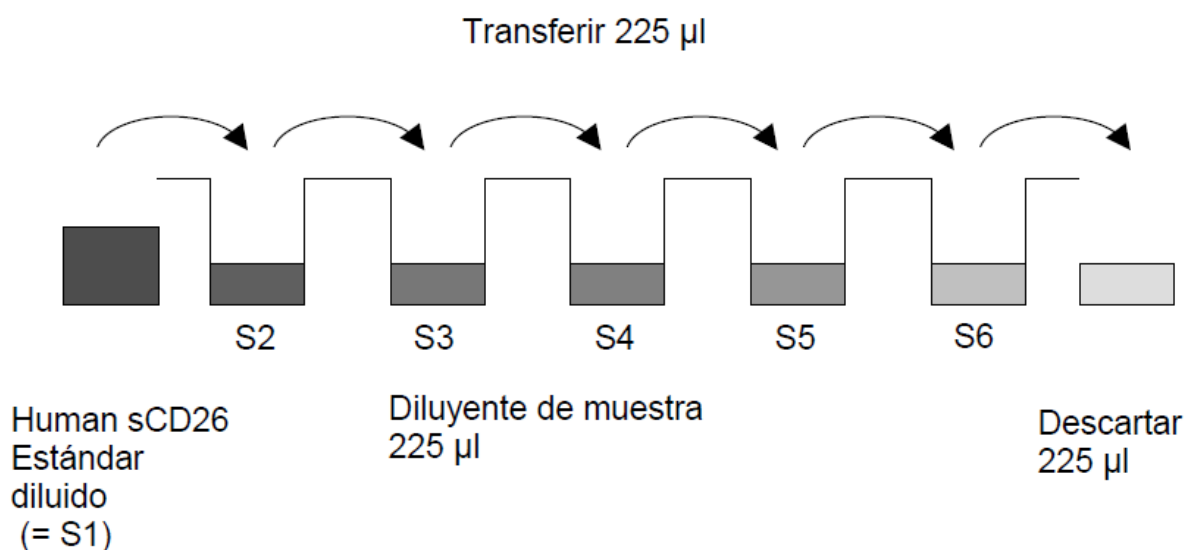 Transferir 225 µl
S2
S3
S4
S5
S6
Human sCD26
Estándar
diluido
(= S1)
Diluyente de muestra
225 µl
Descartar
225 µl